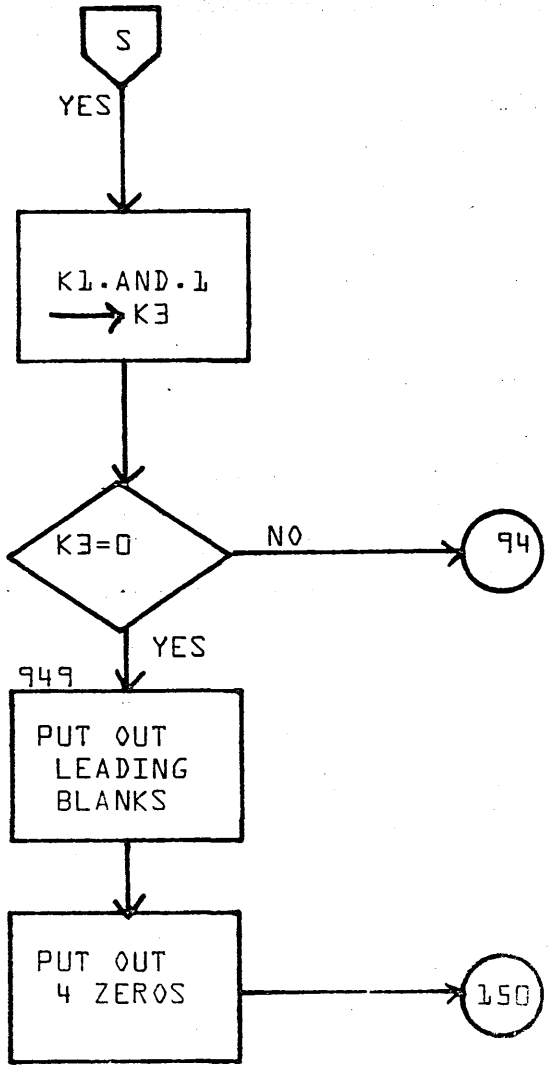 S
YES
K1.AND.1
→ K3
K3=0
NO
94
YES
949
PUT OUT
LEADING
BLANKS
PUT OUT
4 ZEROS
150